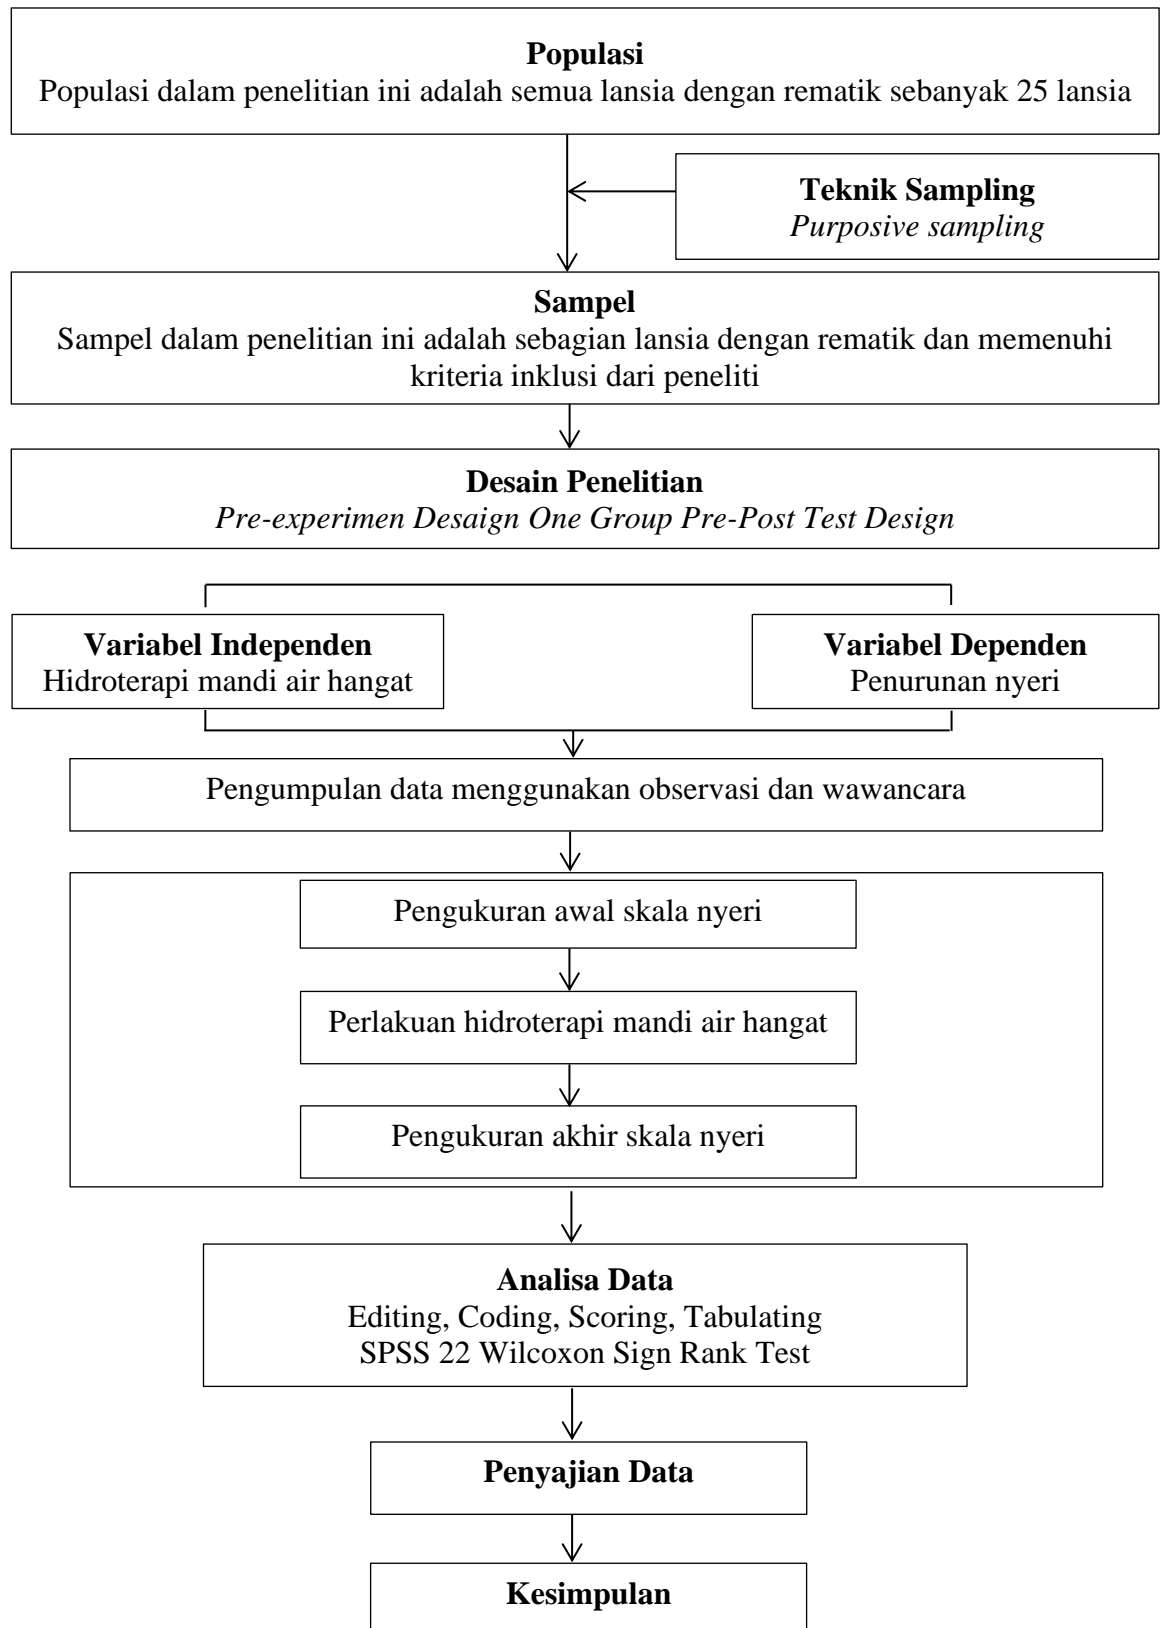 Populasi
Populasi dalam penelitian ini adalah semua lansia dengan rematik sebanyak 25 lansia
Teknik Sampling
Purposive sampling
Sampel
Sampel dalam penelitian ini adalah sebagian lansia dengan rematik dan memenuhi
kriteria inklusi dari peneliti
Desain Penelitian
Pre-experimen Desaign One Group Pre-Post Test Design
Variabel Independen
Hidroterapi mandi air hangat
Variabel Dependen
Penurunan nyeri
Pengumpulan data menggunakan observasi dan wawancara
Pengukuran awal skala nyeri
Perlakuan hidroterapi mandi air hangat
Pengukuran akhir skala nyeri
Analisa Data
Editing, Coding, Scoring, Tabulating
SPSS 22 Wilcoxon Sign Rank Test
Penyajian Data
Kesimpulan